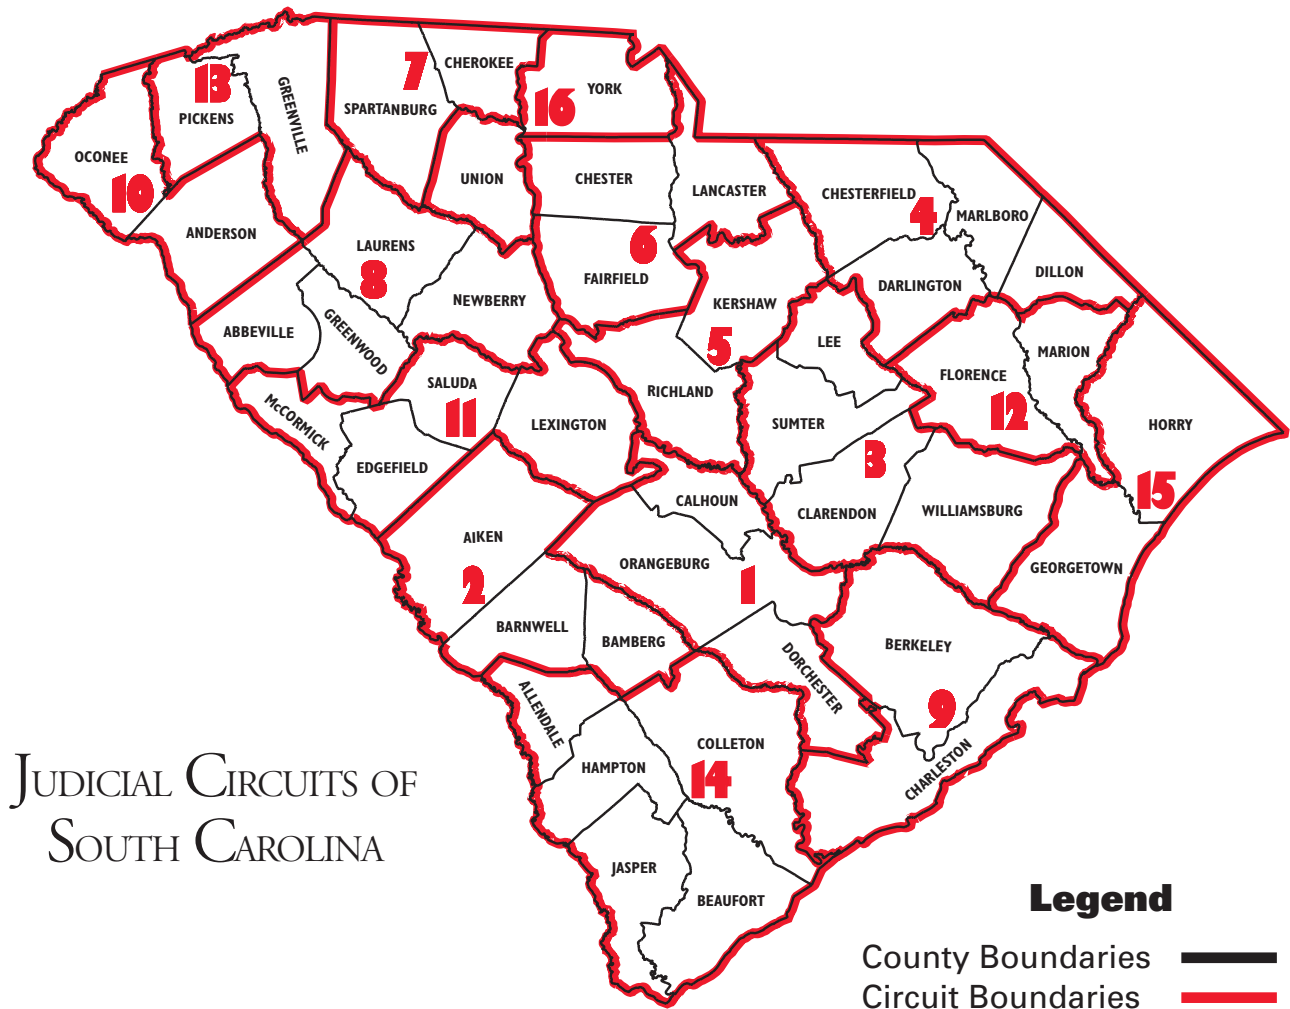 CHEROKEE
7
13
YORK
16
SPARTANBURG
PICKENS
GREENVILLE
OCONEE
UNION
CHESTER
LANCASTER
10
CHESTERFIELD
4
MARLBORO
ANDERSON
LAURENS
6
8
FAIRFIELD
DILLON
DARLINGTON
NEWBERRY
KERSHAW
ABBEVILLE
GREENWOOD
5
LEE
MARION
SALUDA
RICHLAND
FLORENCE
12
McCORMICK
11
LEXINGTON
SUMTER
HORRY
EDGEFIELD
3
15
CALHOUN
CLARENDON
WILLIAMSBURG
AIKEN
ORANGEBURG
GEORGETOWN
2
1
BARNWELL
BAMBERG
BERKELEY
DORCHESTER
ALLENDALE
9
COLLETON
HAMPTON
14
CHARLESTON
JUDICIAL CIRCUITS OF
SOUTH CAROLINA
JASPER
BEAUFORT
Legend
County Boundaries
Circuit Boundaries